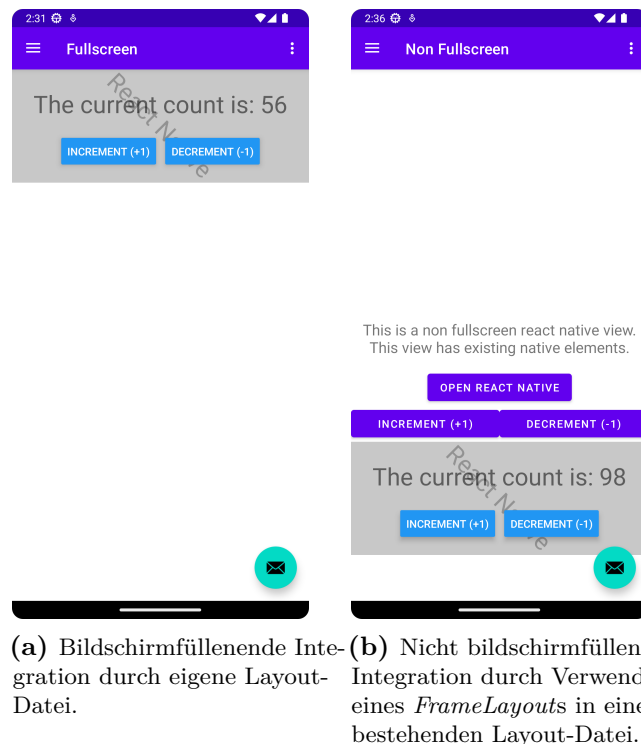 2:31
Fullscreen
The current count is: 56
React Native
INCREMENT (+1)
DECREMENT (-1)
(a) Bildschirmfüllenende Inte-
gration durch eigene Layout-
Datei.
2:36
Non Fullscreen
This is a non fullscreen react native view.
This view has existing native elements.
OPEN REACT NATIVE
INCREMENT (+1)
DECREMENT (-1)
The current count is: 98
React Native
INCREMENT (+1)
DECREMENT (-1)
(b) Nicht bildschirmfüllen
Integration durch Verwend
eines FrameLayouts in eine
bestehenden Layout-Datei.